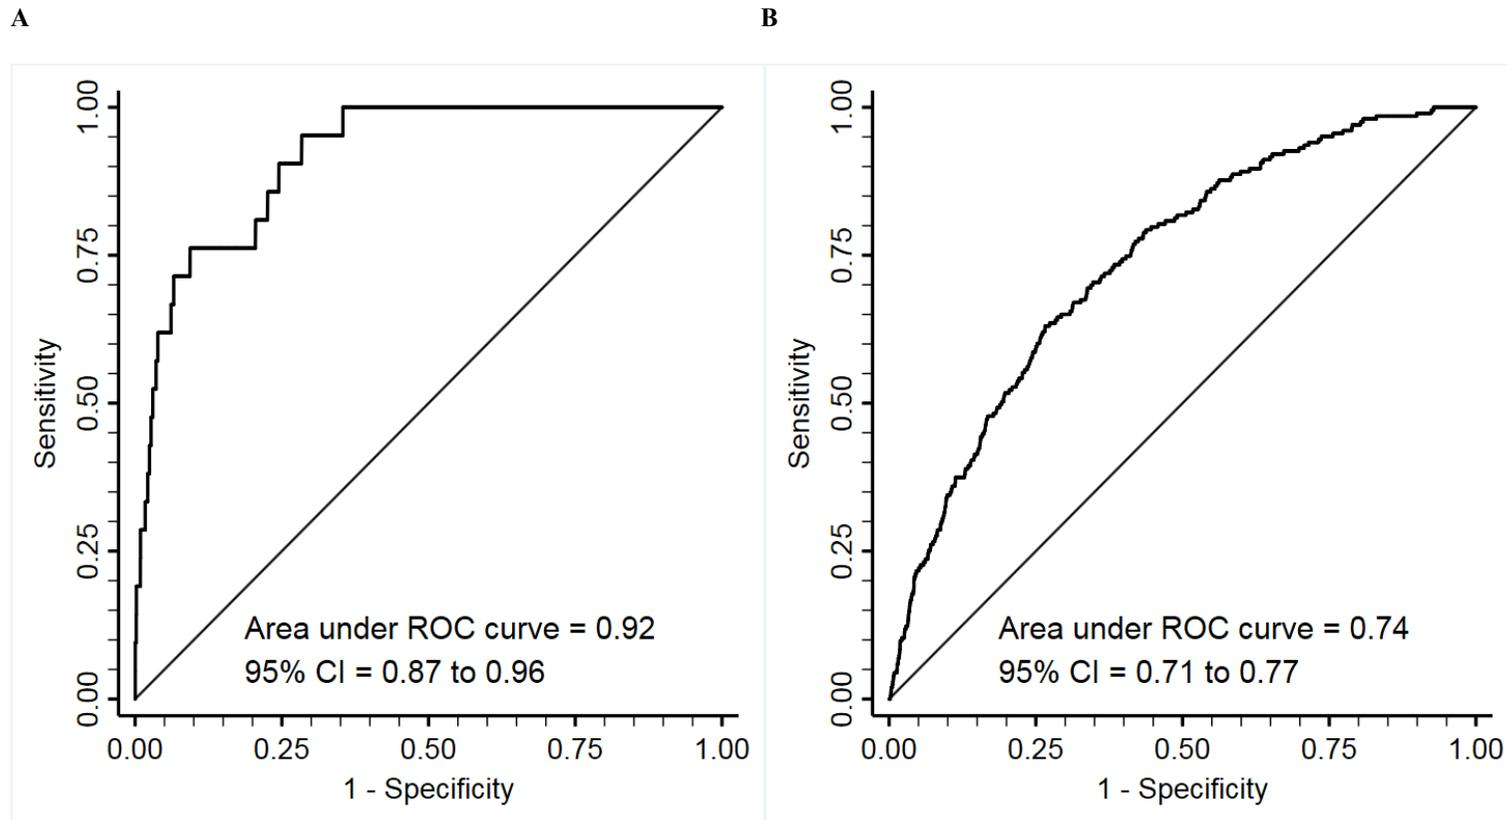 A
B
Sensitivity
1.00
0.75
0.50
0.25
0.00
Area under ROC curve = 0.92
95% CI = 0.87 to 0.96
0.00 0.25 0.50 0.75 1.00
1 - Specificity
Sensitivity
1.00
0.75
0.50
0.25
0.00
Area under ROC curve = 0.74
95% CI = 0.71 to 0.77
0.00 0.25 0.50 0.75 1.00
1 - Specificity